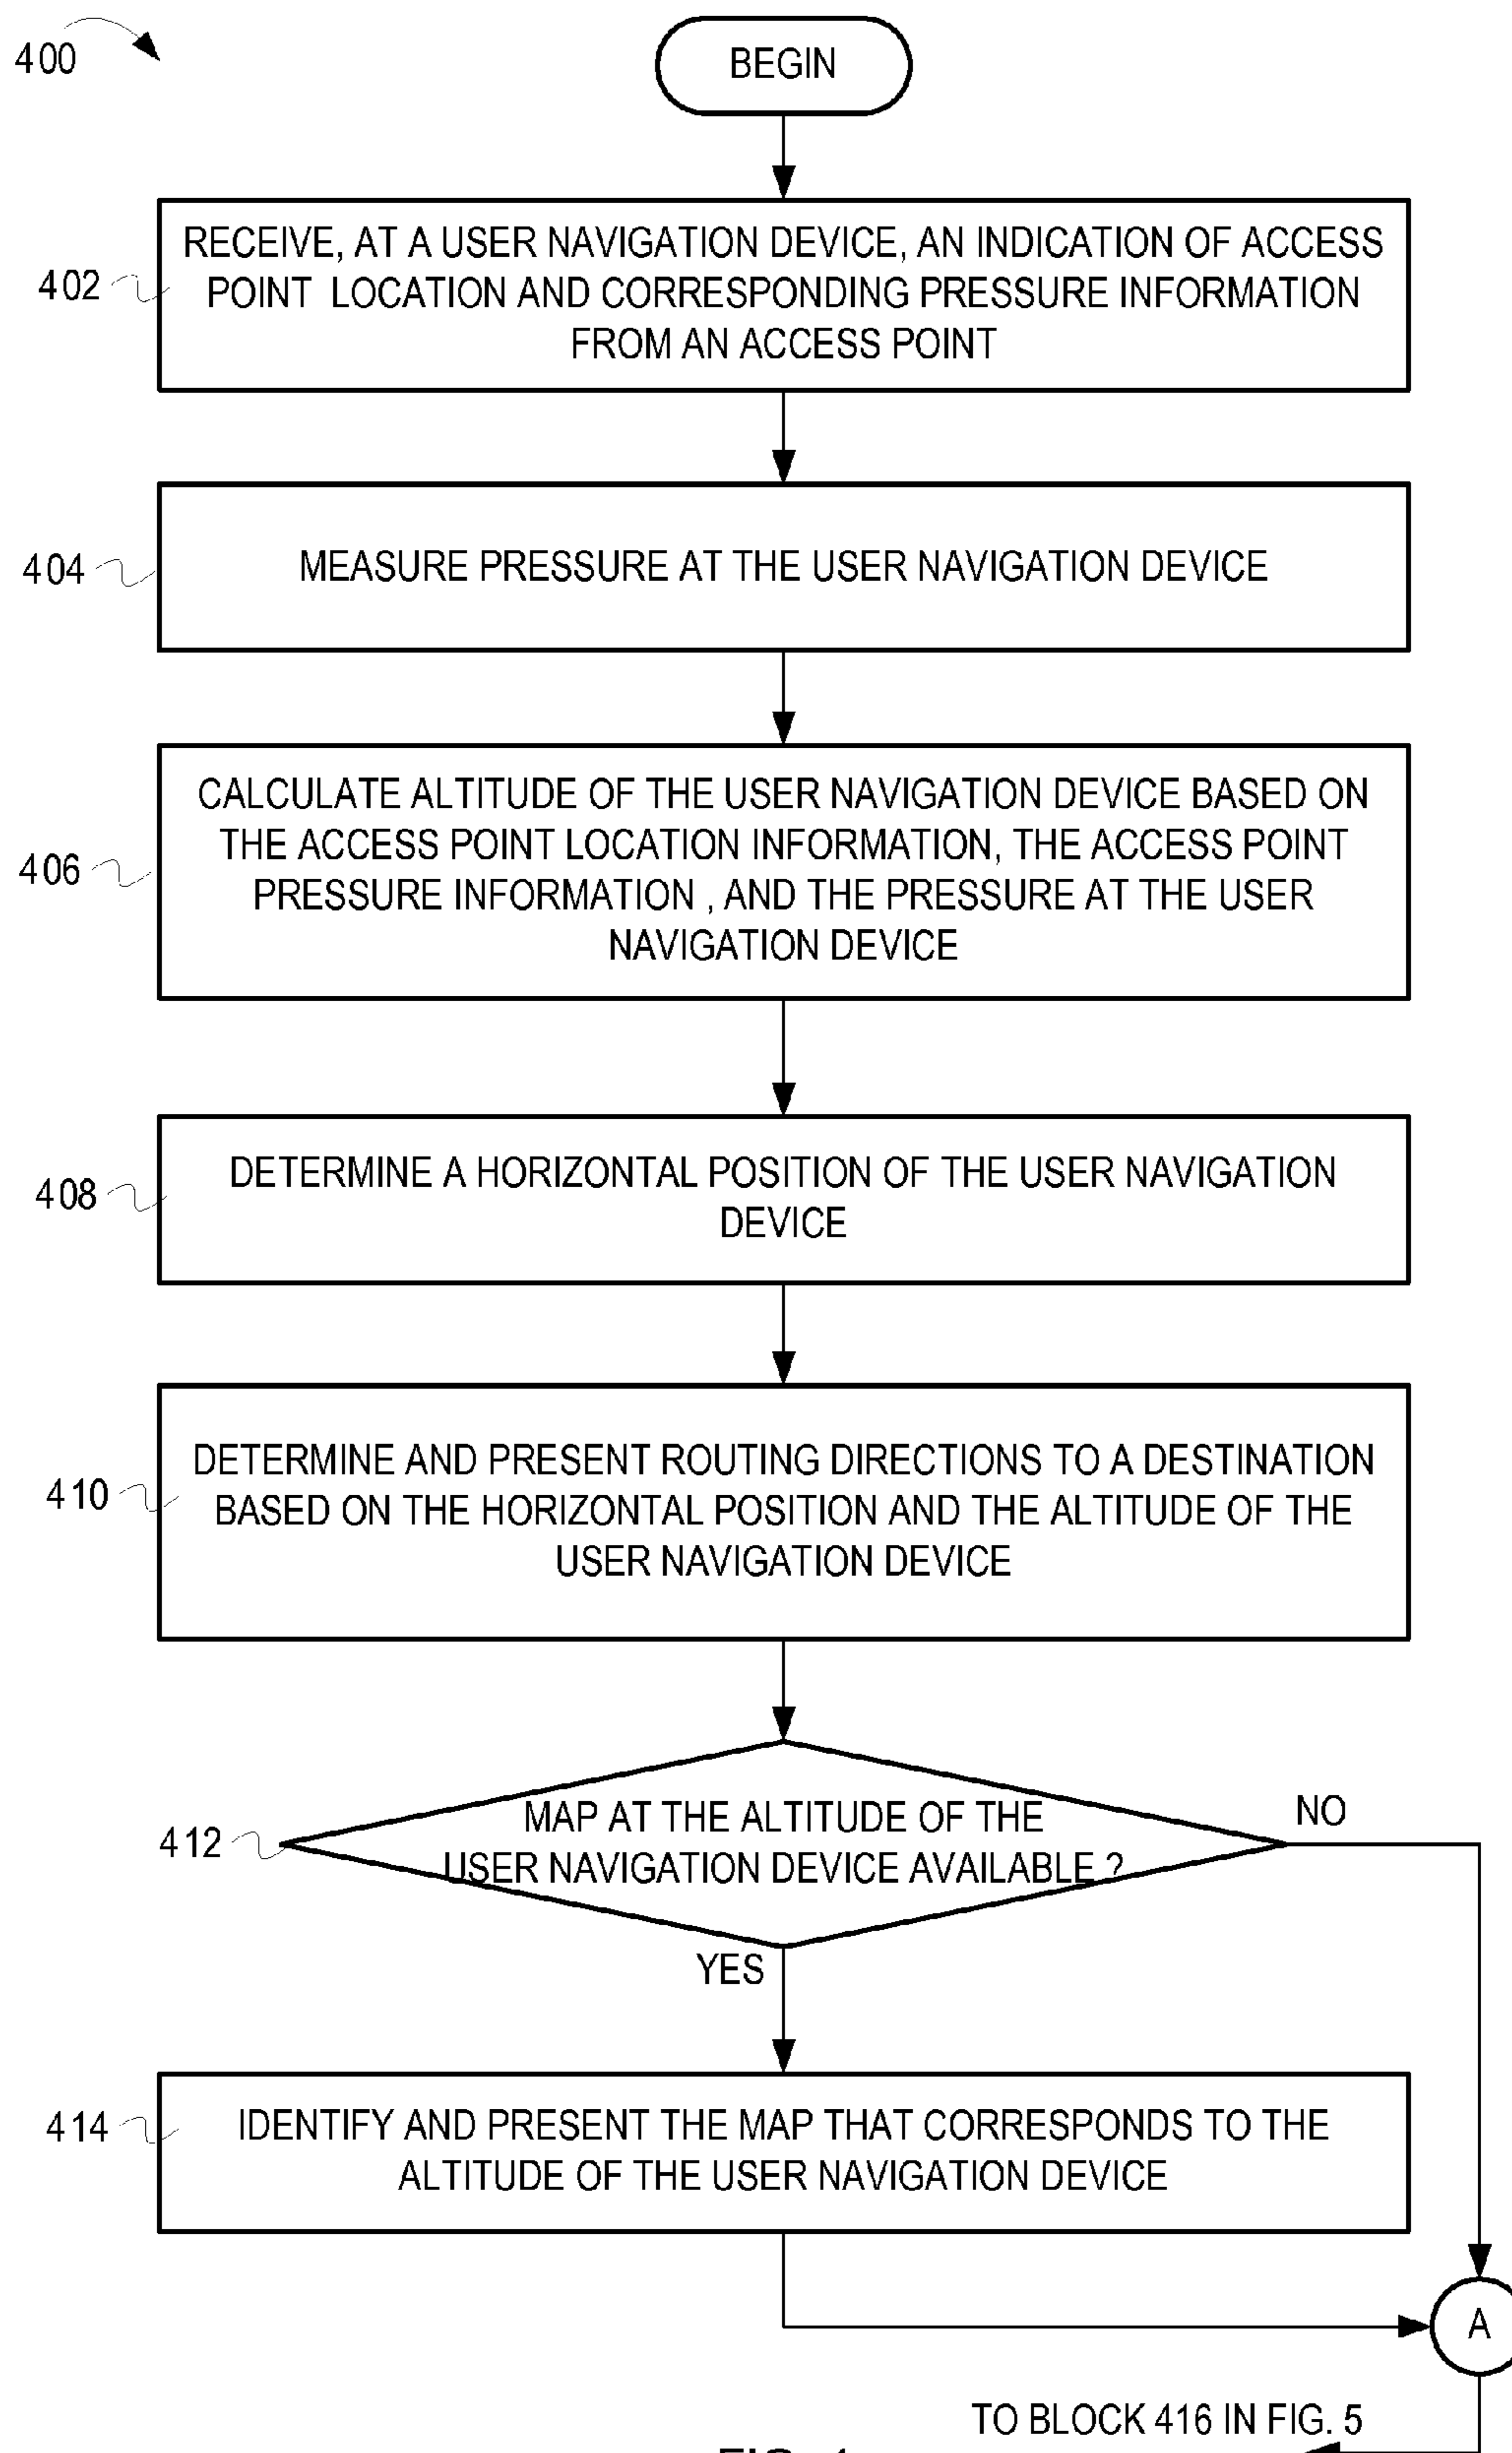 400
BEGIN
402
RECEIVE, AT A USER NAVIGATION DEVICE, AN INDICATION OF ACCESS
POINT LOCATION AND CORRESPONDING PRESSURE INFORMATION
FROM AN ACCESS POINT
404
MEASURE PRESSURE AT THE USER NAVIGATION DEVICE
406
CALCULATE ALTITUDE OF THE USER NAVIGATION DEVICE BASED ON
THE ACCESS POINT LOCATION INFORMATION, THE ACCESS POINT
PRESSURE INFORMATION , AND THE PRESSURE AT THE USER
NAVIGATION DEVICE
408
DETERMINE A HORIZONTAL POSITION OF THE USER NAVIGATION
DEVICE
410
DETERMINE AND PRESENT ROUTING DIRECTIONS TO A DESTINATION
BASED ON THE HORIZONTAL POSITION AND THE ALTITUDE OF THE
USER NAVIGATION DEVICE
412
MAP AT THE ALTITUDE OF THE
USER NAVIGATION DEVICE AVAILABLE ?
NO
YES
414
IDENTIFY AND PRESENT THE MAP THAT CORRESPONDS TO THE
ALTITUDE OF THE USER NAVIGATION DEVICE
A
TO BLOCK 416 IN FIG. 5